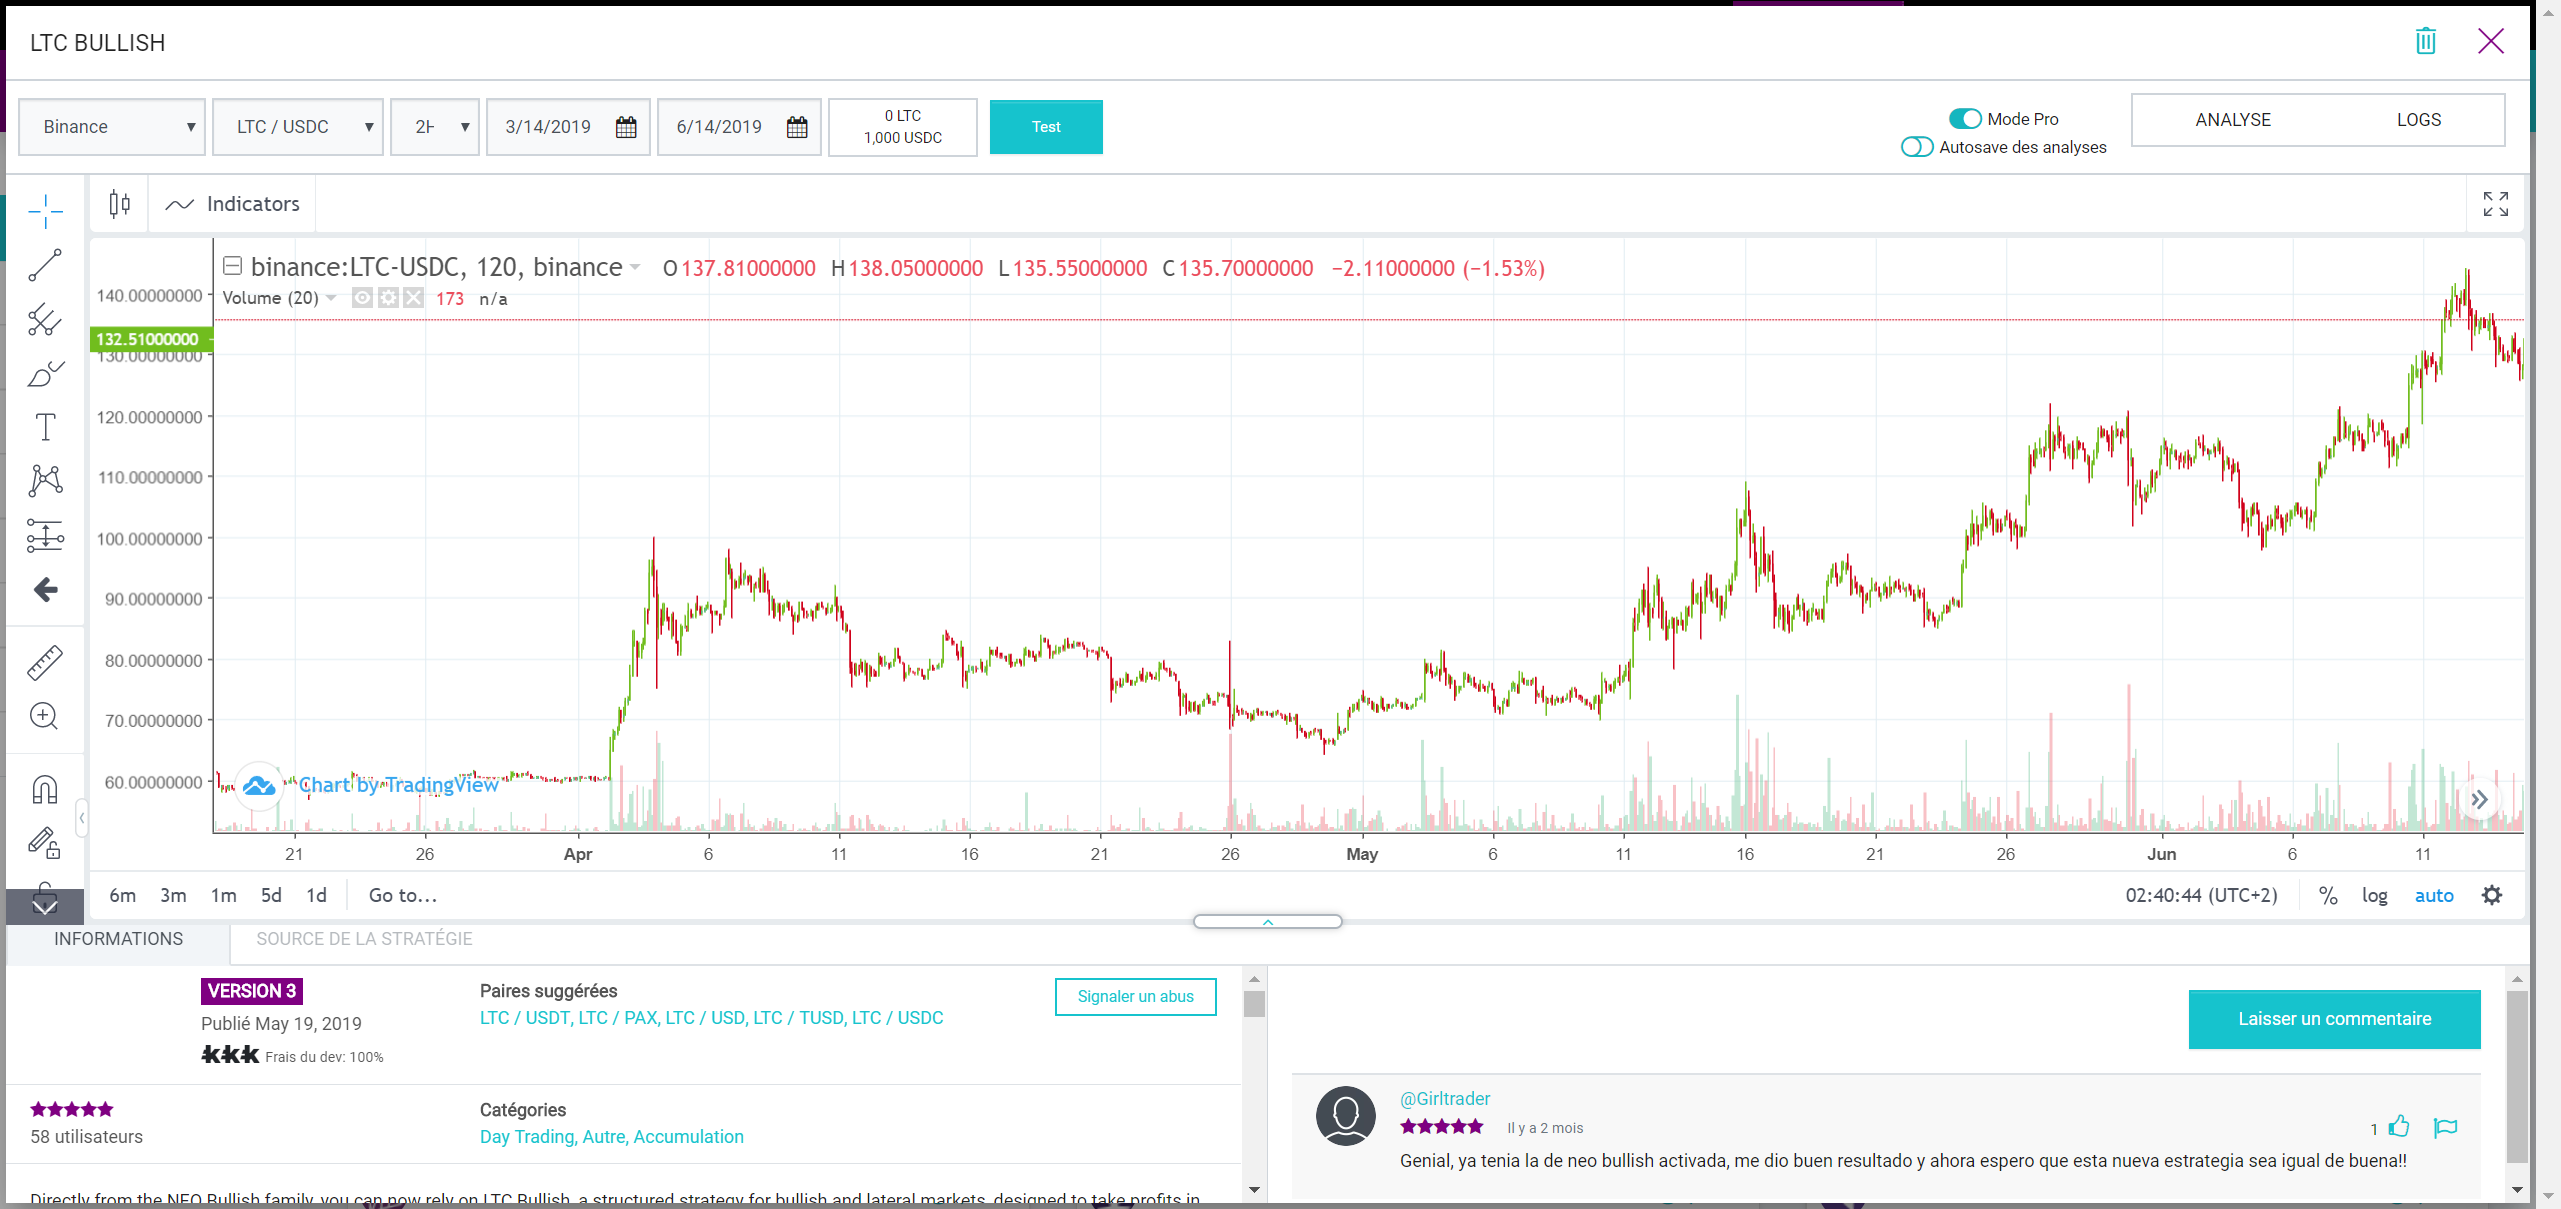 LTC BULLISH
Binance
LTC / USDC
2H
3/14/2019
6/14/2019
0 LTC
1,000 USDC
Test
Mode Pro
Autosave des analyses
ANALYSE
LOGS
Indicators
binance:LTC-USDC, 120, binance O 137.81000000 H 138.05000000 L 135.55000000 C 135.70000000 −2.11000000 (−1.53%)
Volume (20) 173 n/a
140.00000000
132.51000000
130.00000000
120.00000000
110.00000000
100.00000000
90.00000000
80.00000000
70.00000000
60.00000000
Chart by TradingView
21 26 Apr 6 11 16 21 26 May 6 11 16 21 26 Jun 6 11
6m 3m 1m 5d 1d Go to...
02:40:44 (UTC+2) % log auto
INFORMATIONS
SOURCE DE LA STRATÉGIE
VERSION 3
Publié May 19, 2019
Frais du dev: 100%
Paires suggérées
LTC / USDT, LTC / PAX, LTC / USD, LTC / TUSD, LTC / USDC
Signaler un abus
58 utilisateurs
Catégories
Day Trading, Autre, Accumulation
Directly from the NEO Bullish family, you can now rely on LTC Bullish, a structured strategy for bullish and lateral markets, designed to take profits in
Laisser un commentaire
@Girltrader
Il y a 2 mois
1
Genial, ya tenia la de neo bullish activada, me dio buen resultado y ahora espero que esta nueva estrategia sea igual de buena!!